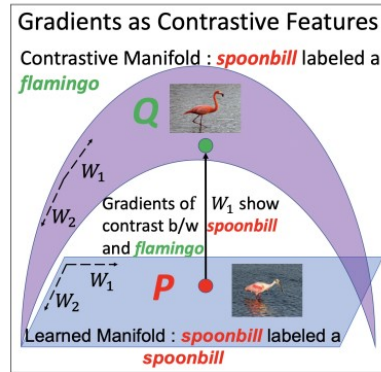 Gradients as Contrastive Features
Contrastive Manifold : spoonbill labeled a
flamingo
Q
W₁
W₂
Gradients of W₁ show
contrast b/w spoonbill
and flamingo
W₁
W₂
P
Learned Manifold : spoonbill labeled a
spoonbill